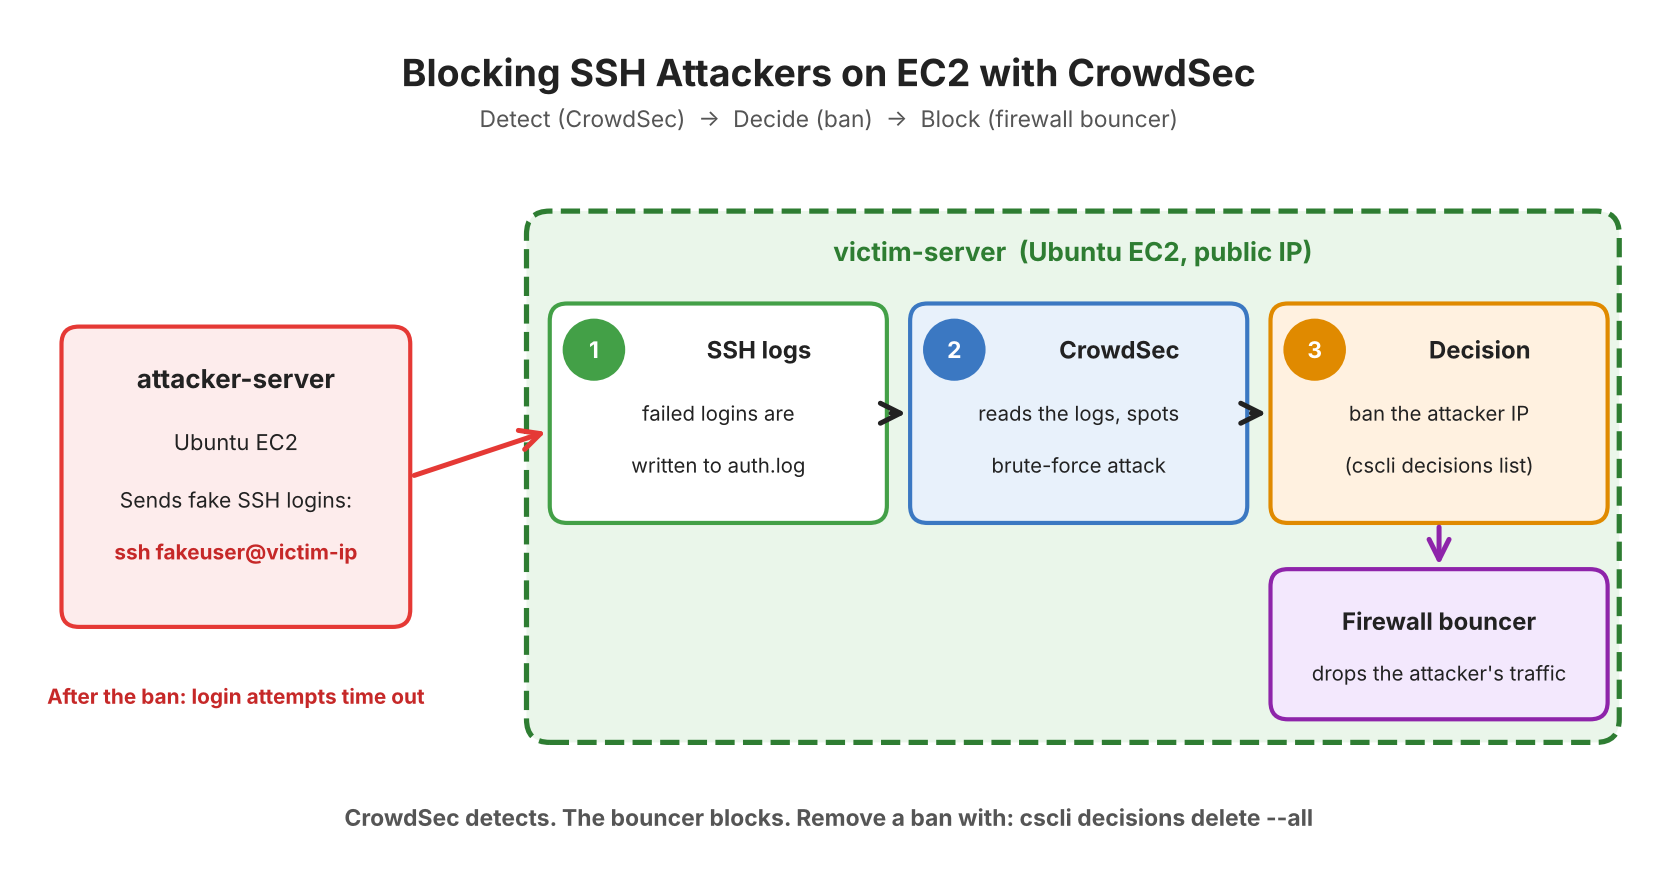 Blocking SSH Attackers on EC2 with CrowdSec
Detect (CrowdSec) → Decide (ban) → Block (firewall bouncer)
victim-server (Ubuntu EC2, public IP)
attacker-server
Ubuntu EC2
Sends fake SSH logins:
ssh fakeuser@victim-ip
After the ban: login attempts time out
1
SSH logs
failed logins are
written to auth.log
2
CrowdSec
reads the logs, spots
brute-force attack
3
Decision
ban the attacker IP
(cscli decisions list)
Firewall bouncer
drops the attacker's traffic
CrowdSec detects. The bouncer blocks. Remove a ban with: cscli decisions delete --all